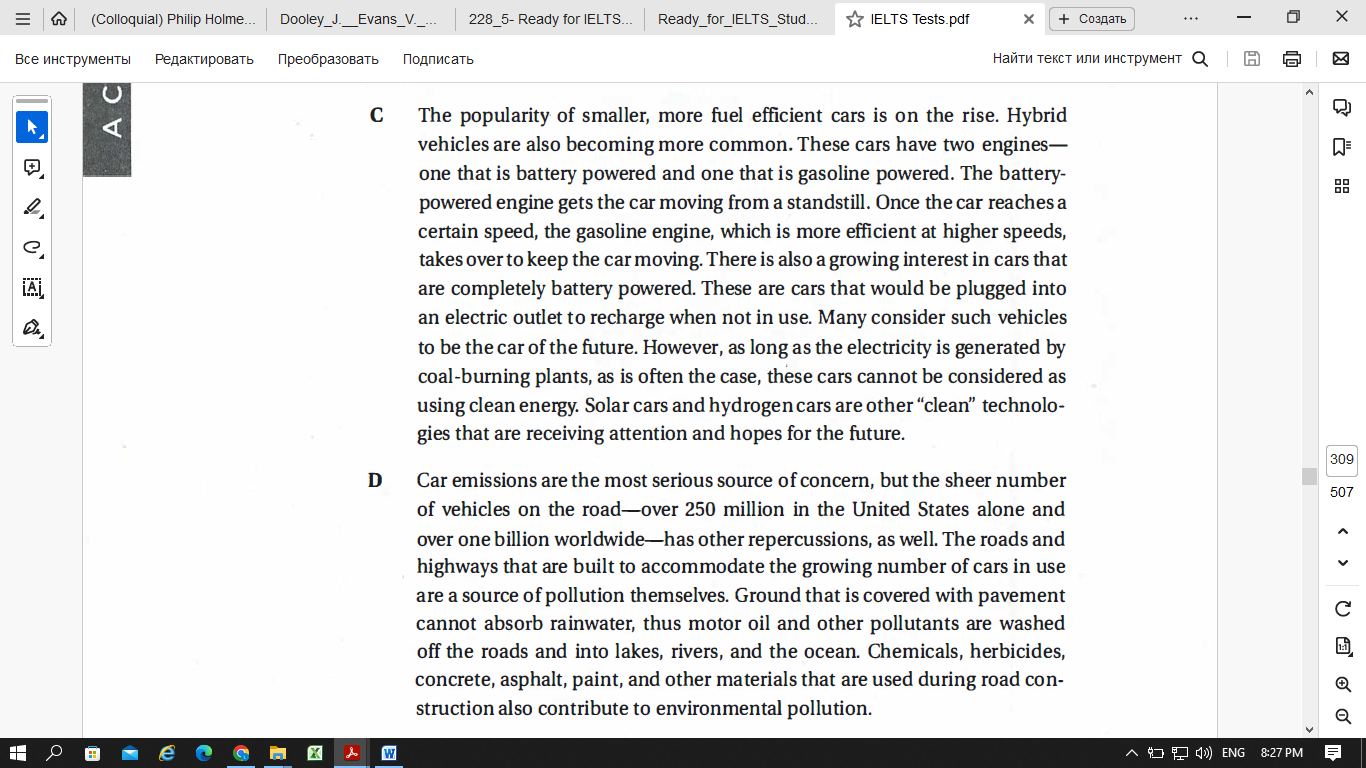 (Colloquial) Philip Holme...
Dooley_J.__Evans_V._...
228_5- Ready for IELTS...
Ready_for_IELTS_Stud...
IELTS Tests.pdf
Создать
Все инструменты
Редактировать
Преобразовать
Подписать
Найти текст или инструмент
A C
C The popularity of smaller, more fuel efficient cars is on the rise. Hybrid
vehicles are also becoming more common. These cars have two engines—
one that is battery powered and one that is gasoline powered. The battery-
powered engine gets the car moving from a standstill. Once the car reaches a
certain speed, the gasoline engine, which is more efficient at higher speeds,
takes over to keep the car moving. There is also a growing interest in cars that
are completely battery powered. These are cars that would be plugged into
an electric outlet to recharge when not in use. Many consider such vehicles
to be the car of the future. However, as long as the electricity is generated by
coal-burning plants, as is often the case, these cars cannot be considered as
using clean energy. Solar cars and hydrogen cars are other “clean” technolo-
gies that are receiving attention and hopes for the future.
D Car emissions are the most serious source of concern, but the sheer number
of vehicles on the road—over 250 million in the United States alone and
over one billion worldwide—has other repercussions, as well. The roads and
highways that are built to accommodate the growing number of cars in use
are a source of pollution themselves. Ground that is covered with pavement
cannot absorb rainwater, thus motor oil and other pollutants are washed
off the roads and into lakes, rivers, and the ocean. Chemicals, herbicides,
concrete, asphalt, paint, and other materials that are used during road con-
struction also contribute to environmental pollution.
309
507
1:1
ENG
8:27 PM